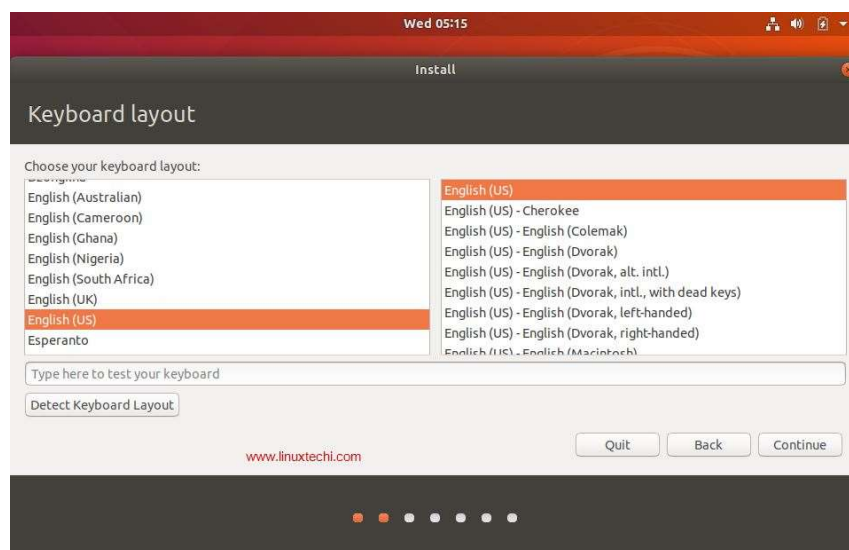 Wed 05:15
Install
Keyboard layout
Choose your keyboard layout:
English (Australian)
English (Cameroon)
English (Ghana)
English (Nigeria)
English (South Africa)
English (UK)
English (US)
Esperanto
English (US)
English (US) - Cherokee
English (US) - English (Colemak)
English (US) - English (Dvorak)
English (US) - English (Dvorak, alt. intl.)
English (US) - English (Dvorak, intl., with dead keys)
English (US) - English (Dvorak, left-handed)
English (US) - English (Dvorak, right-handed)
English (US) - English (Macintosh)
Type here to test your keyboard
Detect Keyboard Layout
Quit Back Continue
www.linuxtechi.com